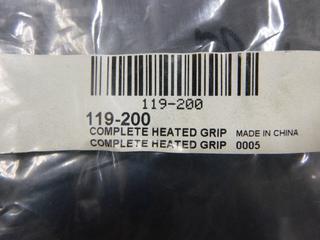 119-200
119-200
COMPLETE HEATED GRIP MADE IN CHINA
COMPLETE HEATED GRIP 0005